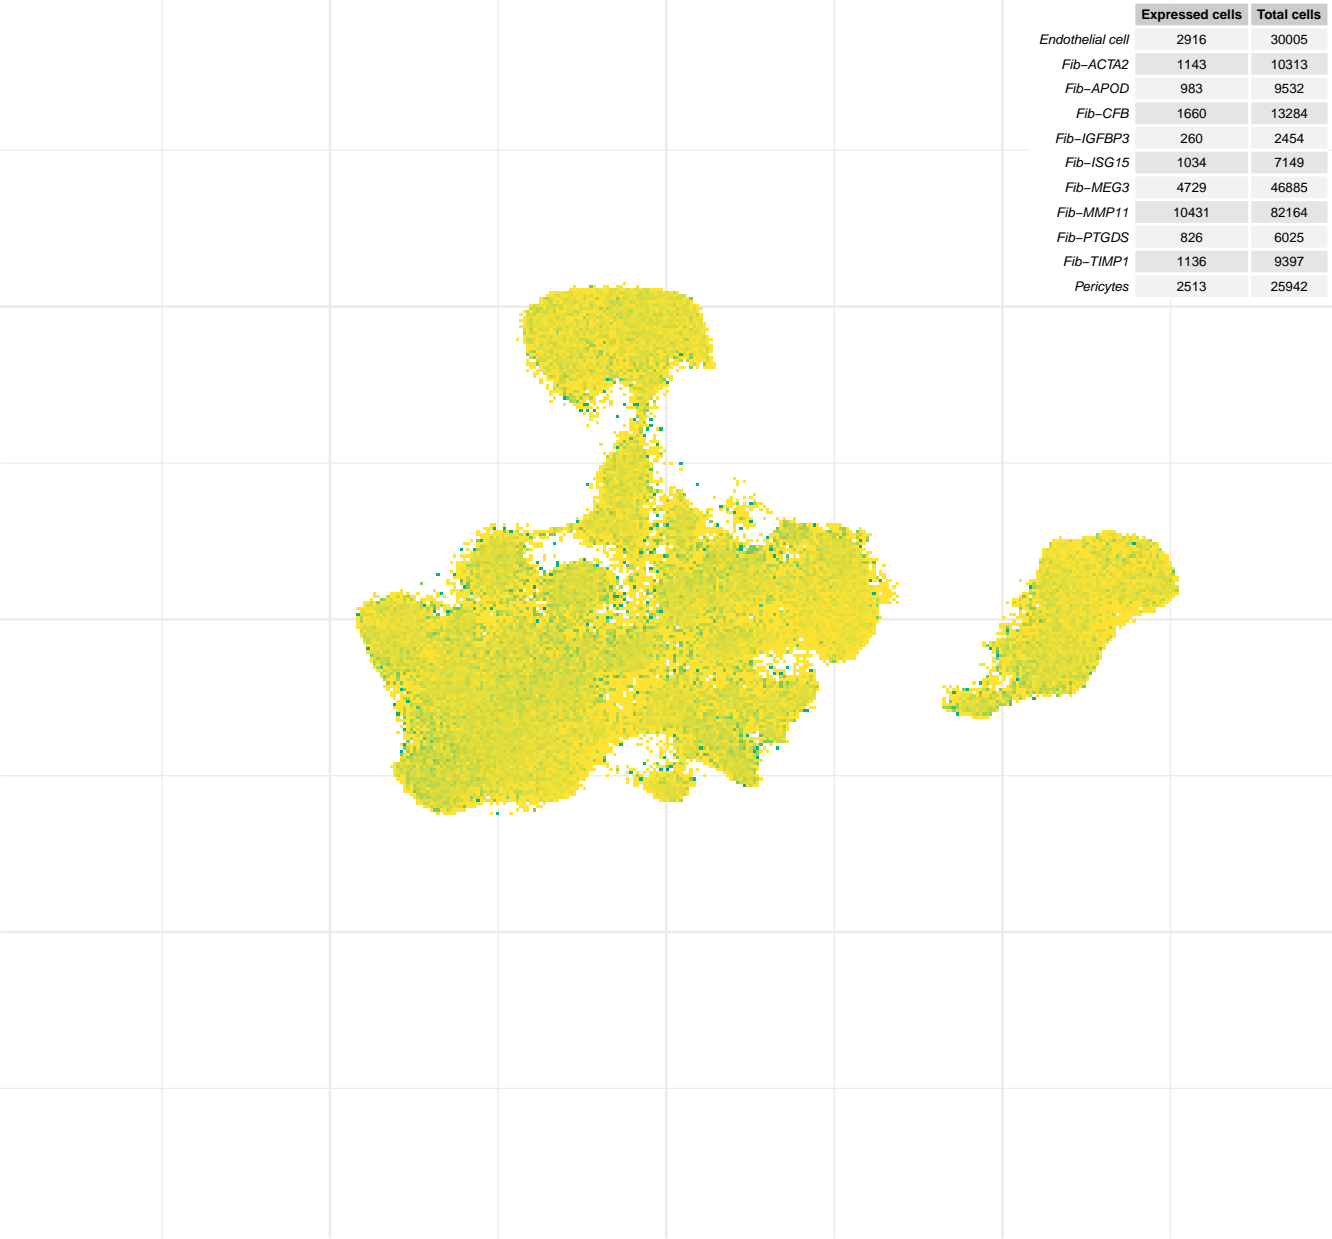 Expressed cells Total cells
Endothelial cell 2916 30005
Fib−ACTA2 1143 10313
Fib−APOD 983 9532
Fib−CFB 1660 13284
Fib−IGFBP3 260 2454
Fib−ISG15 1034 7149
Fib−MEG3 4729 46885
Fib−MMP11 10431 82164
Fib−PTGDS 826 6025
Fib−TIMP1 1136 9397
Pericytes 2513 25942